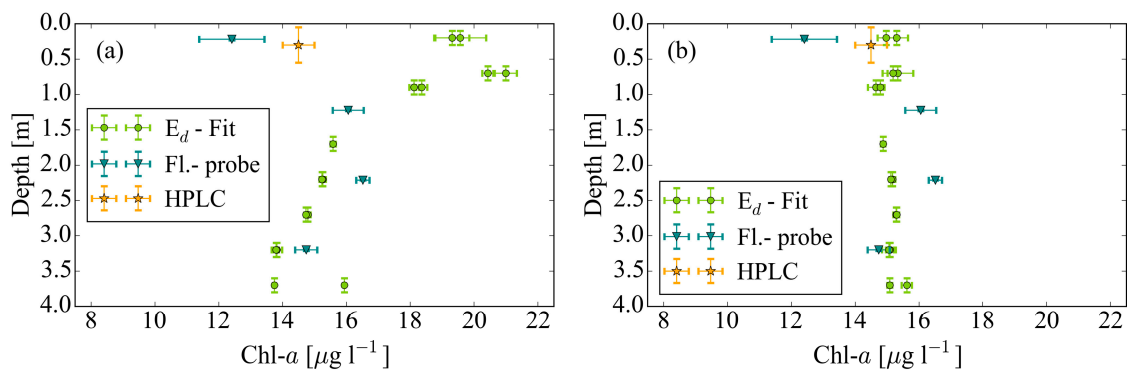 0.0
0.5
1.0
1.5
2.0
2.5
3.0
3.5
4.0
Depth [m]
(a)
E_d - Fit
Fl.- probe
HPLC
8 10 12 14 16 18 20 22
Chl-a [μg l⁻¹]
0.0
0.5
1.0
1.5
2.0
2.5
3.0
3.5
4.0
Depth [m]
(b)
E_d - Fit
Fl.- probe
HPLC
8 10 12 14 16 18 20 22
Chl-a [μg l⁻¹]